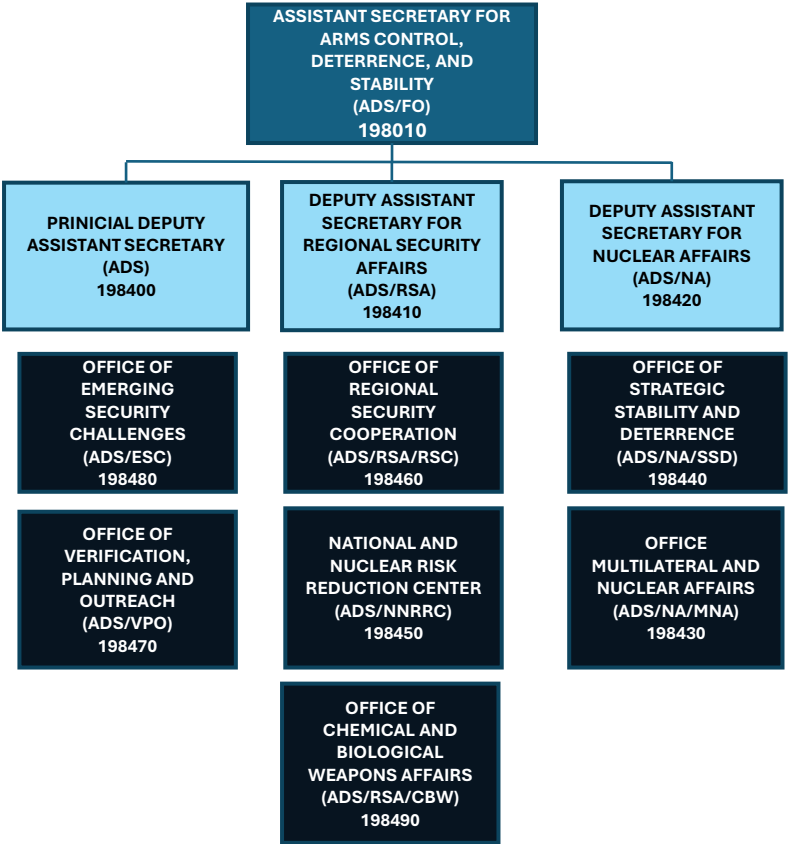 ASSISTANT SECRETARY FOR
ARMS CONTROL,
DETERRENCE, AND
STABILITY
(ADS/FO)
198010
PRINICIAL DEPUTY
ASSISTANT SECRETARY
(ADS)
198400
DEPUTY ASSISTANT
SECRETARY FOR
REGIONAL SECURITY
AFFAIRS
(ADS/RSA)
198410
DEPUTY ASSISTANT
SECRETARY FOR
NUCLEAR AFFAIRS
(ADS/NA)
198420
OFFICE OF
EMERGING
SECURITY
CHALLENGES
(ADS/ESC)
198480
OFFICE OF
REGIONAL
SECURITY
COOPERATION
(ADS/RSA/RSC)
198460
OFFICE OF
STRATEGIC
STABILITY AND
DETERRENCE
(ADS/NA/SSD)
198440
OFFICE OF
VERIFICATION,
PLANNING AND
OUTREACH
(ADS/VPO)
198470
NATIONAL AND
NUCLEAR RISK
REDUCTION CENTER
(ADS/NNRRC)
198450
OFFICE
MULTILATERAL AND
NUCLEAR AFFAIRS
(ADS/NA/MNA)
198430
OFFICE OF
CHEMICAL AND
BIOLOGICAL
WEAPONS AFFAIRS
(ADS/RSA/CBW)
198490